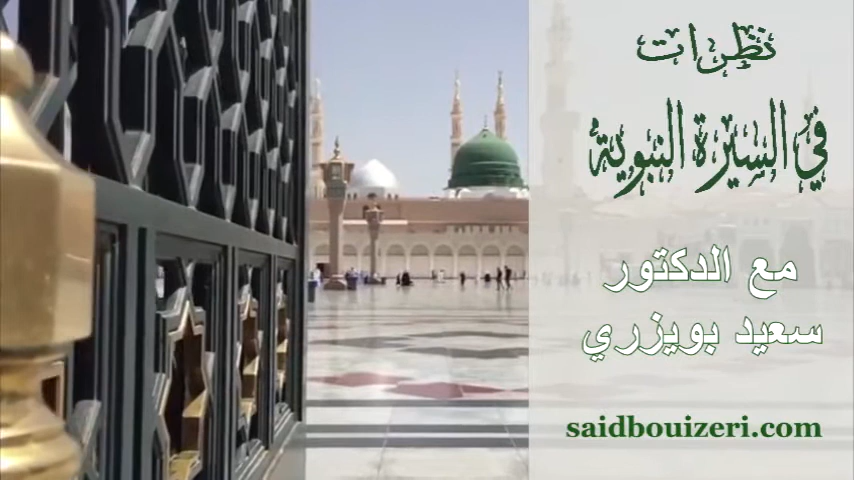 نظرات
في السيرة النبوية
مع الدكتور
سعيد بويزري
saidbouizeri.com